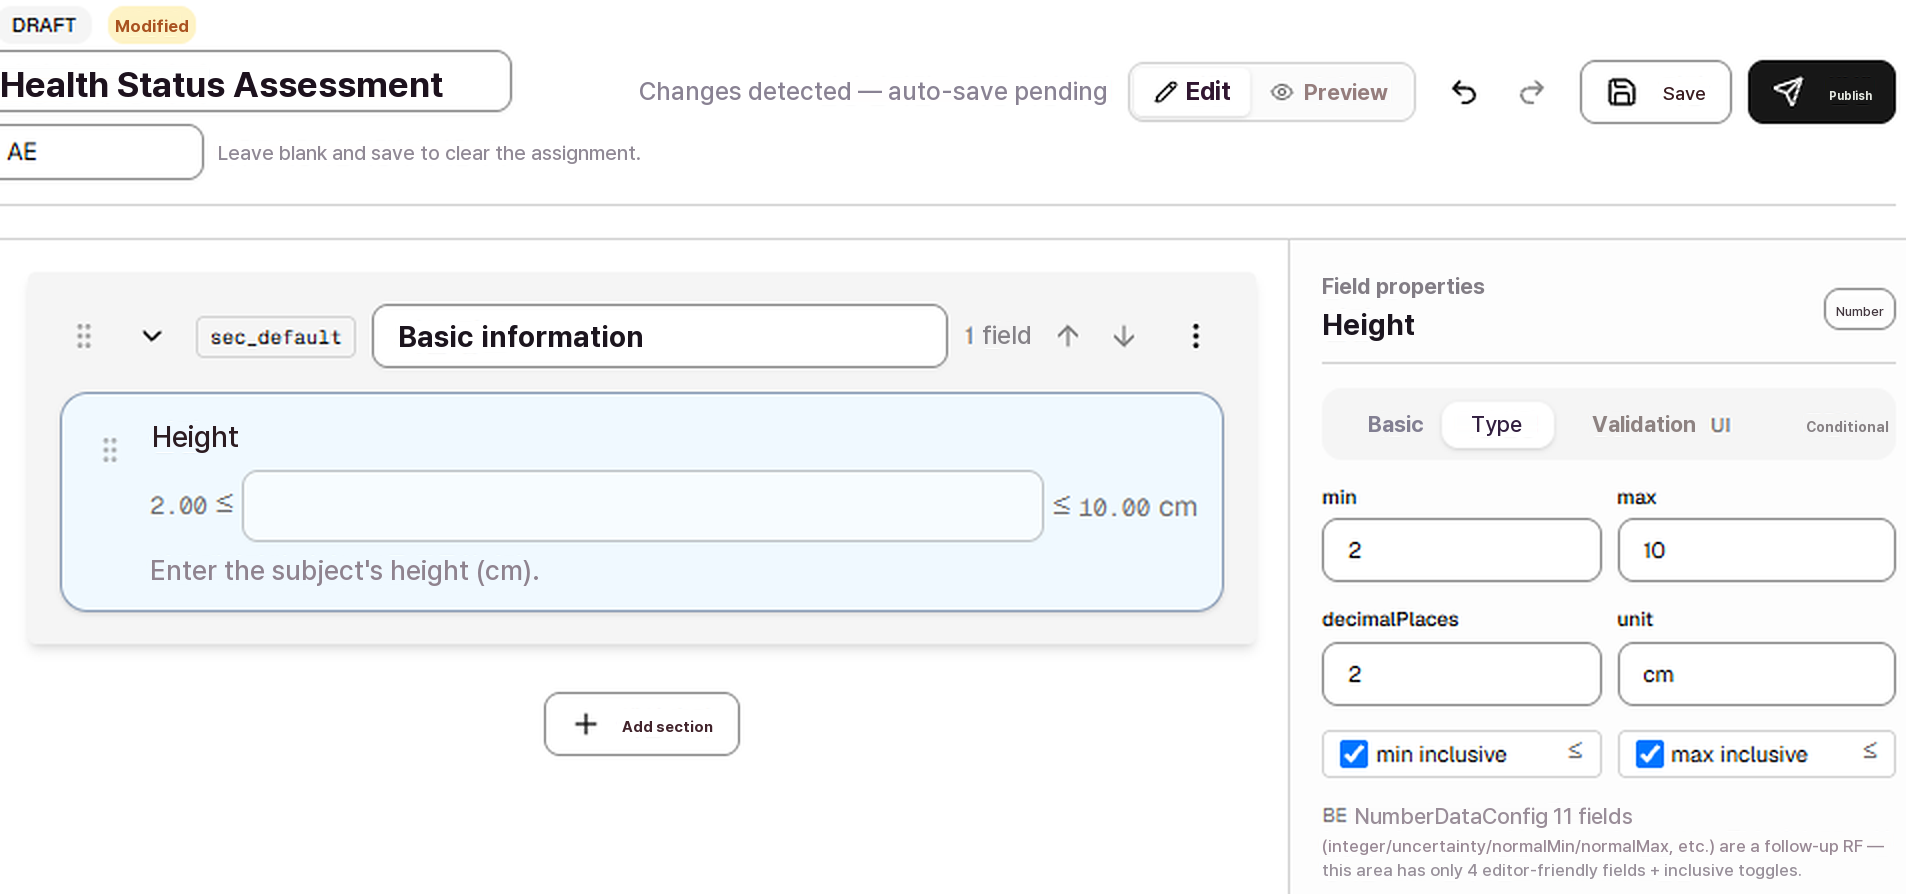 DRAFT Modified
Health Status Assessment
Changes detected — auto-save pending
Edit Preview
Save
Publish
AE
Leave blank and save to clear the assignment.
sec_default
Basic information
1 field
Height
2.00 ≤
≤ 10.00 cm
Enter the subject's height (cm).
Add section
Field properties
Height
Number
Basic Type Validation UI Conditional
min max
2 10
decimalPlaces unit
2 cm
min inclusive ≤ max inclusive ≤
BE NumberDataConfig 11 fields
(integer/uncertainty/normalMin/normalMax, etc.) are a follow-up RF —
this area has only 4 editor-friendly fields + inclusive toggles.